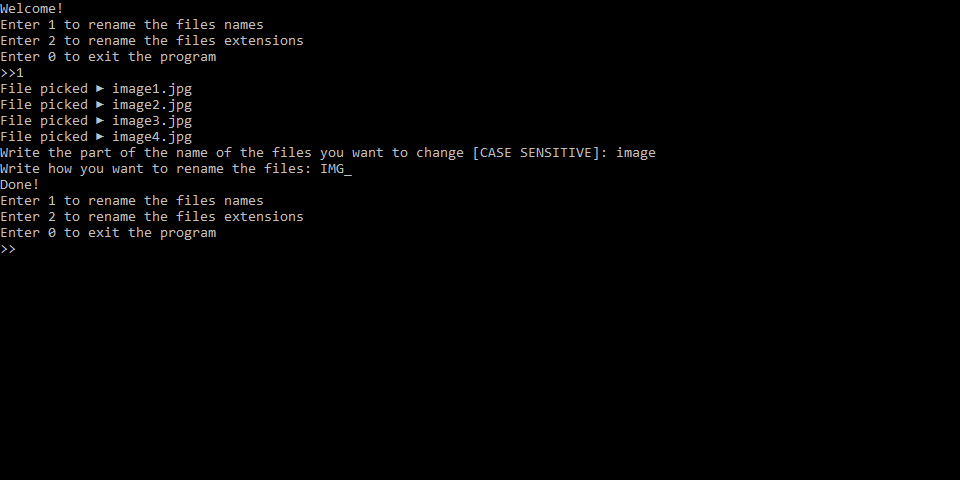 Welcome!
Enter 1 to rename the files names
Enter 2 to rename the files extensions
Enter 0 to exit the program
>>1
File picked ► image1.jpg
File picked ► image2.jpg
File picked ► image3.jpg
File picked ► image4.jpg
Write the part of the name of the files you want to change [CASE SENSITIVE]: image
Write how you want to rename the files: IMG_
Done!
Enter 1 to rename the files names
Enter 2 to rename the files extensions
Enter 0 to exit the program
>>